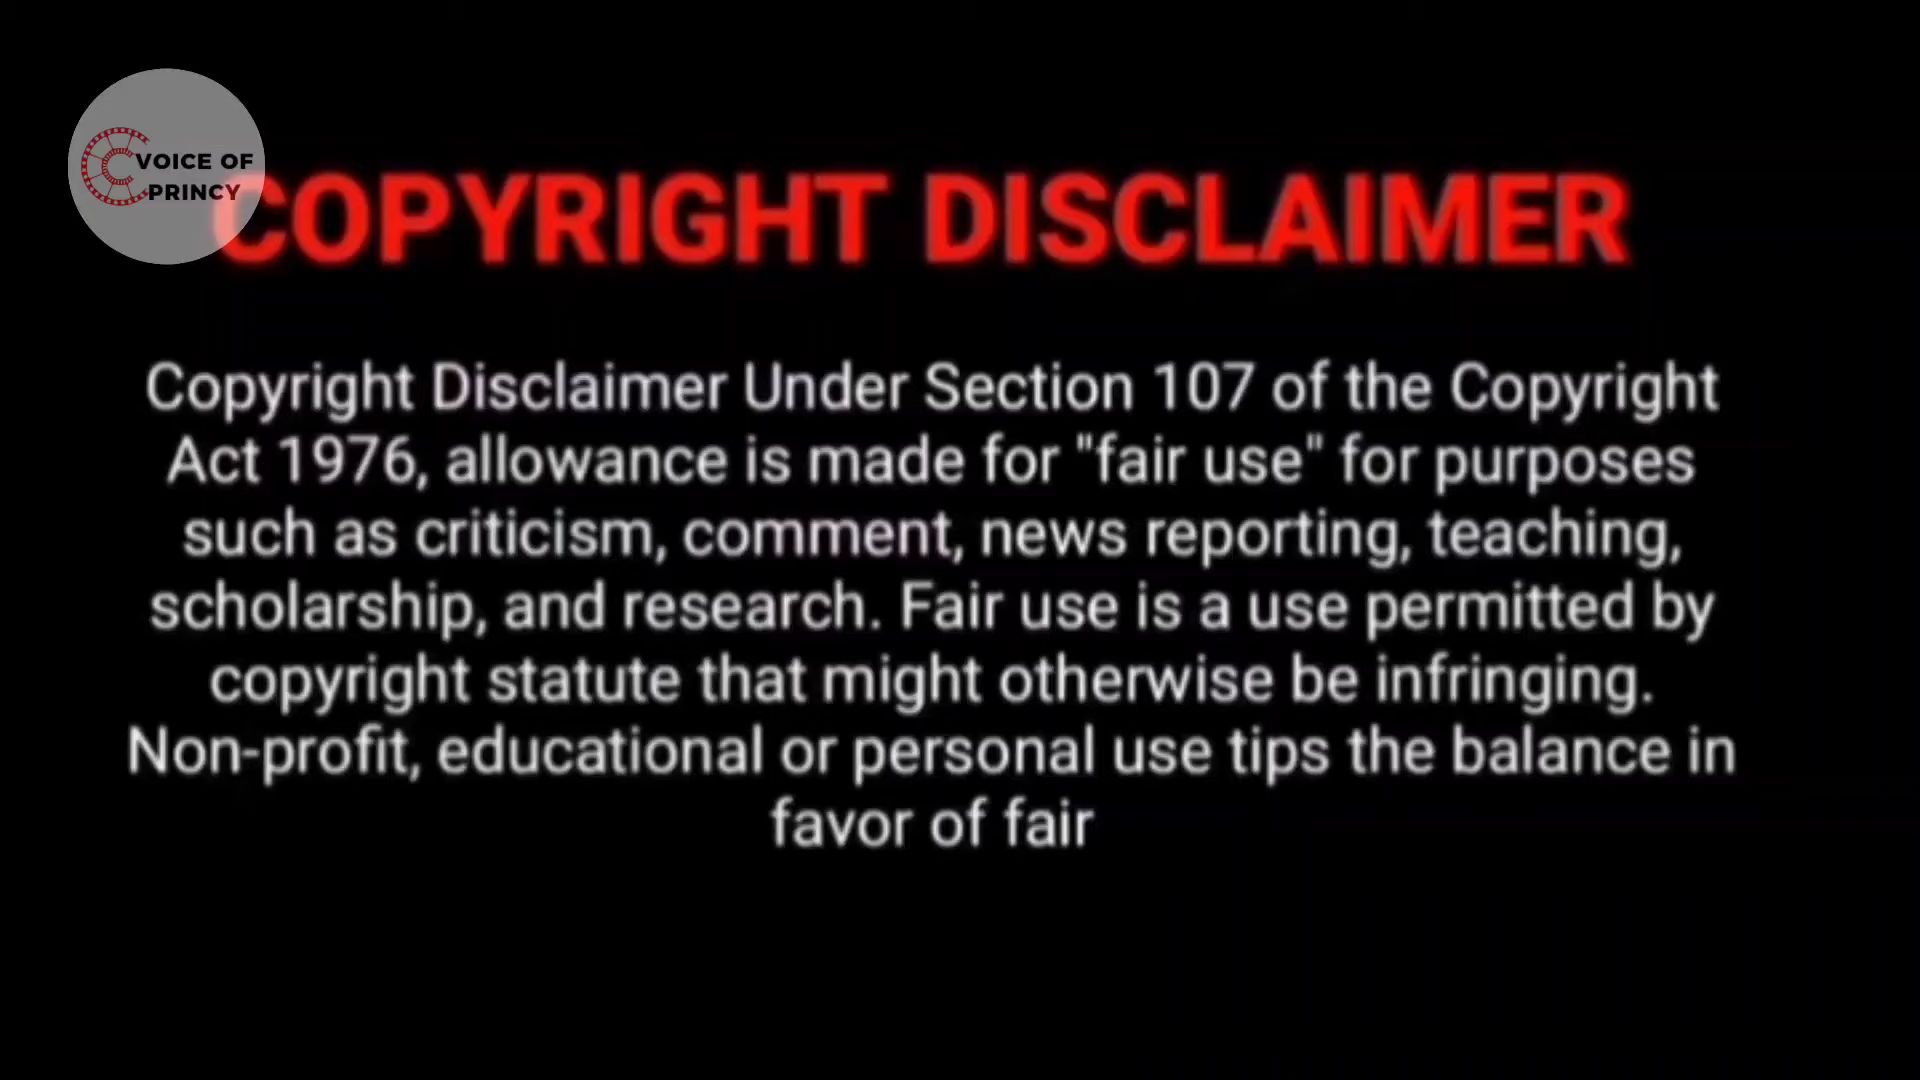 VOICE OF
PRINCY
COPYRIGHT DISCLAIMER
Copyright Disclaimer Under Section 107 of the Copyright
Act 1976, allowance is made for "fair use" for purposes
such as criticism, comment, news reporting, teaching,
scholarship, and research. Fair use is a use permitted by
copyright statute that might otherwise be infringing.
Non-profit, educational or personal use tips the balance in
favor of fair